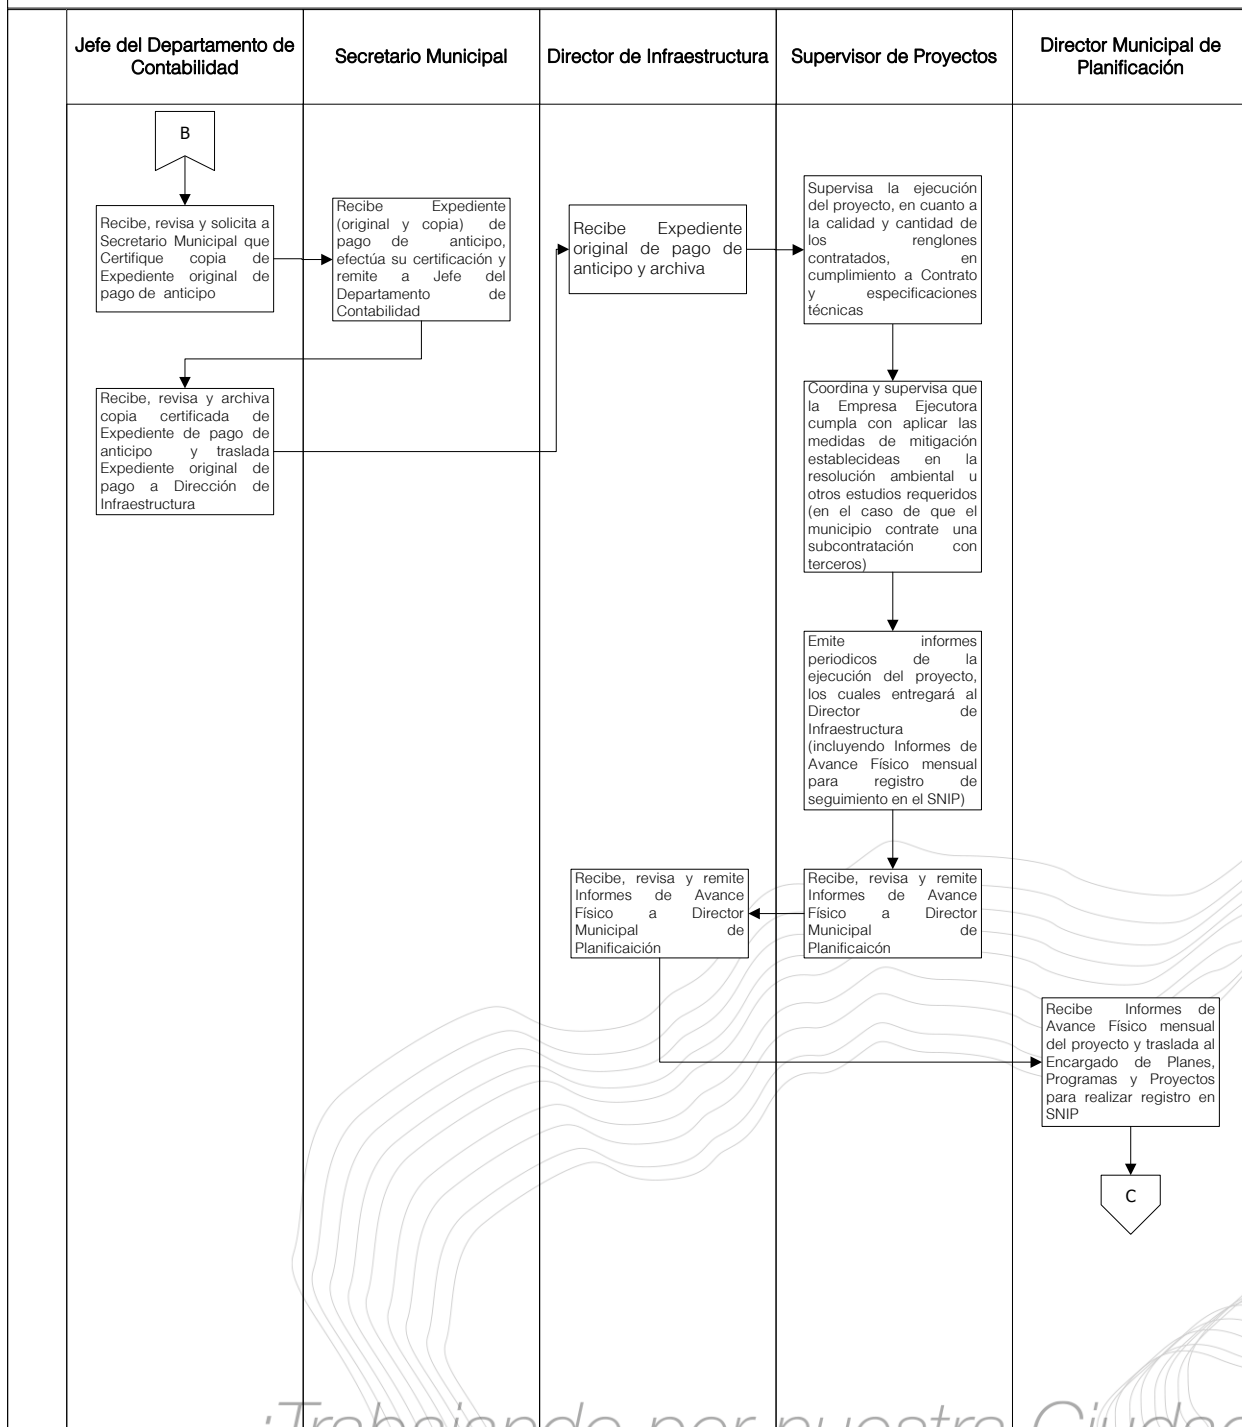 Jefe del Departamento de
Contabilidad
Secretario Municipal
Director de Infraestructura
Supervisor de Proyectos
Director Municipal de
Planificación
B
Recibe, revisa y solicita a
Secretario Municipal que
Certifique copia de
Expediente original de
pago de anticipo
Recibe Expediente
(original y copia) de
pago de anticipo,
efectúa su certificación y
remite a Jefe del
Departamento de
Contabilidad
Recibe, revisa y archiva
copia certificada de
Expediente de pago de
anticipo y traslada
Expediente original de
pago a Dirección de
Infraestructura
Recibe Expediente
original de pago de
anticipo y archiva
Supervisa la ejecución
del proyecto, en cuanto a
la calidad y cantidad de
los renglones
contratados, en
cumplimiento a Contrato
y especificaciones
técnicas
Coordina y supervisa que
la Empresa Ejecutora
cumpla con aplicar las
medidas de mitigación
establecideas en la
resolución ambiental u
otros estudios requeridos
(en el caso de que el
municipio contrate una
subcontratación con
terceros)
Emite informes
periodicos de la
ejecución del proyecto,
los cuales entregará al
Director de
Infraestructura
(incluyendo Informes de
Avance Físico mensual
para registro de
seguimiento en el SNIP)
Recibe, revisa y remite
Informes de Avance
Físico a Director
Municipal de
Planificaicón
Recibe, revisa y remite
Informes de Avance
Físico a Director
Municipal de
Planificaición
Recibe Informes de
Avance Físico mensual
del proyecto y traslada al
Encargado de Planes,
Programas y Proyectos
para realizar registro en
SNIP
C
¡Trabajando por nuestra Ciudad